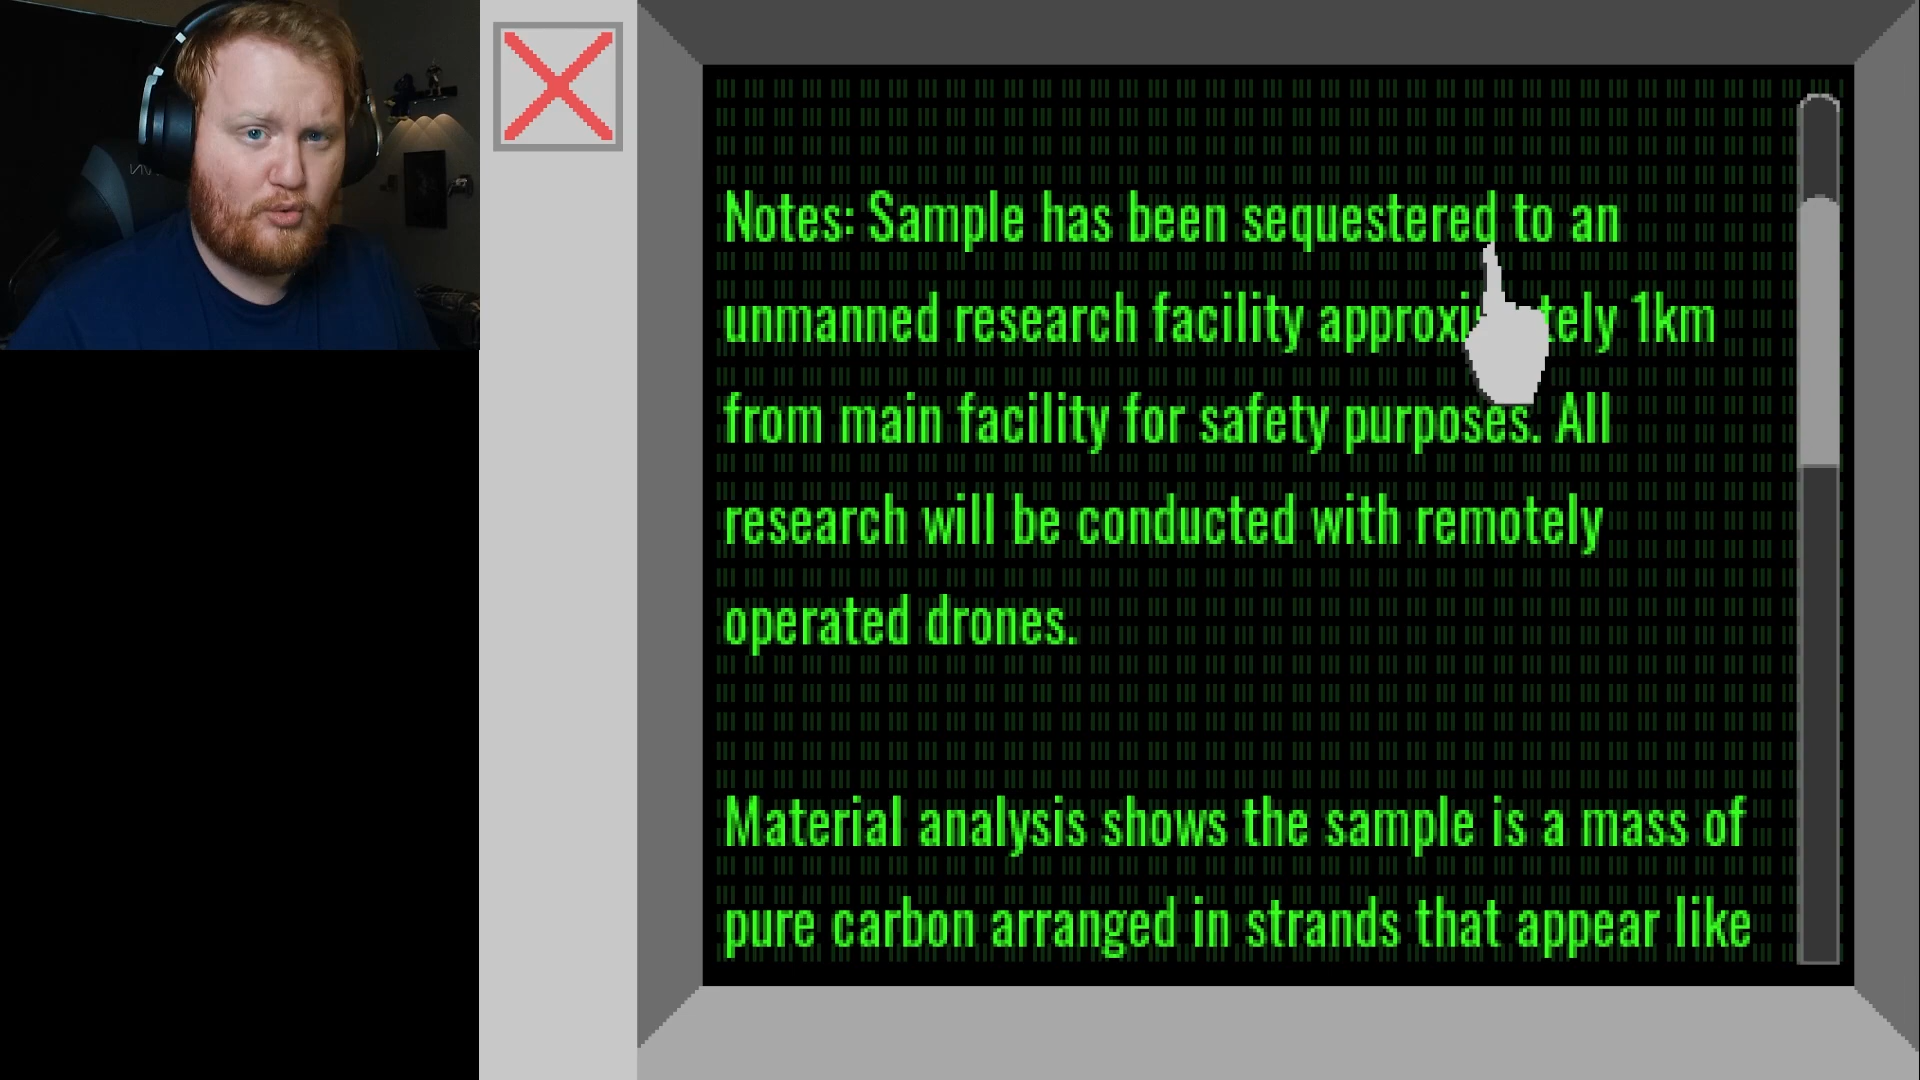 Notes: Sample has been sequestered to an
unmanned research facility 1km
from main facility for safety purposes. All
research will be conducted with remotely
operated drones.
Material analysis shows the sample is a mass of
pure carbon arranged in strands that appear like